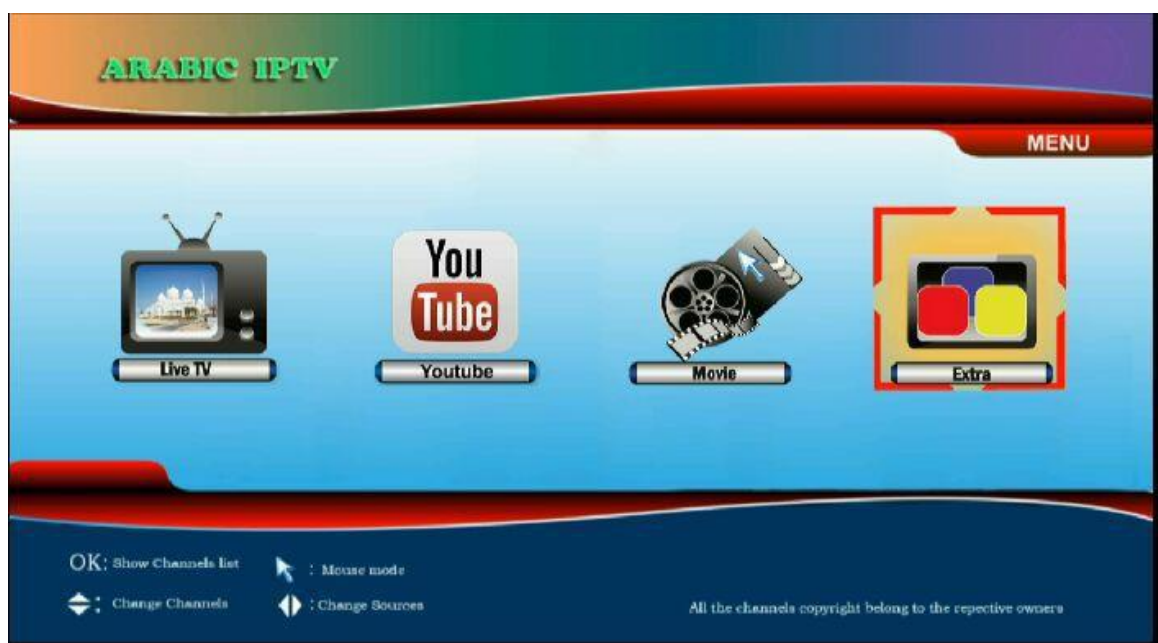 ARABIC IPTV
MENU
You
Tube
Live TV
Youtube
Movie
Extra
OK: Show Channels list
: Mouse mode
: Change Channels
: Change Sources
All the channels copyright belong to the repective owners